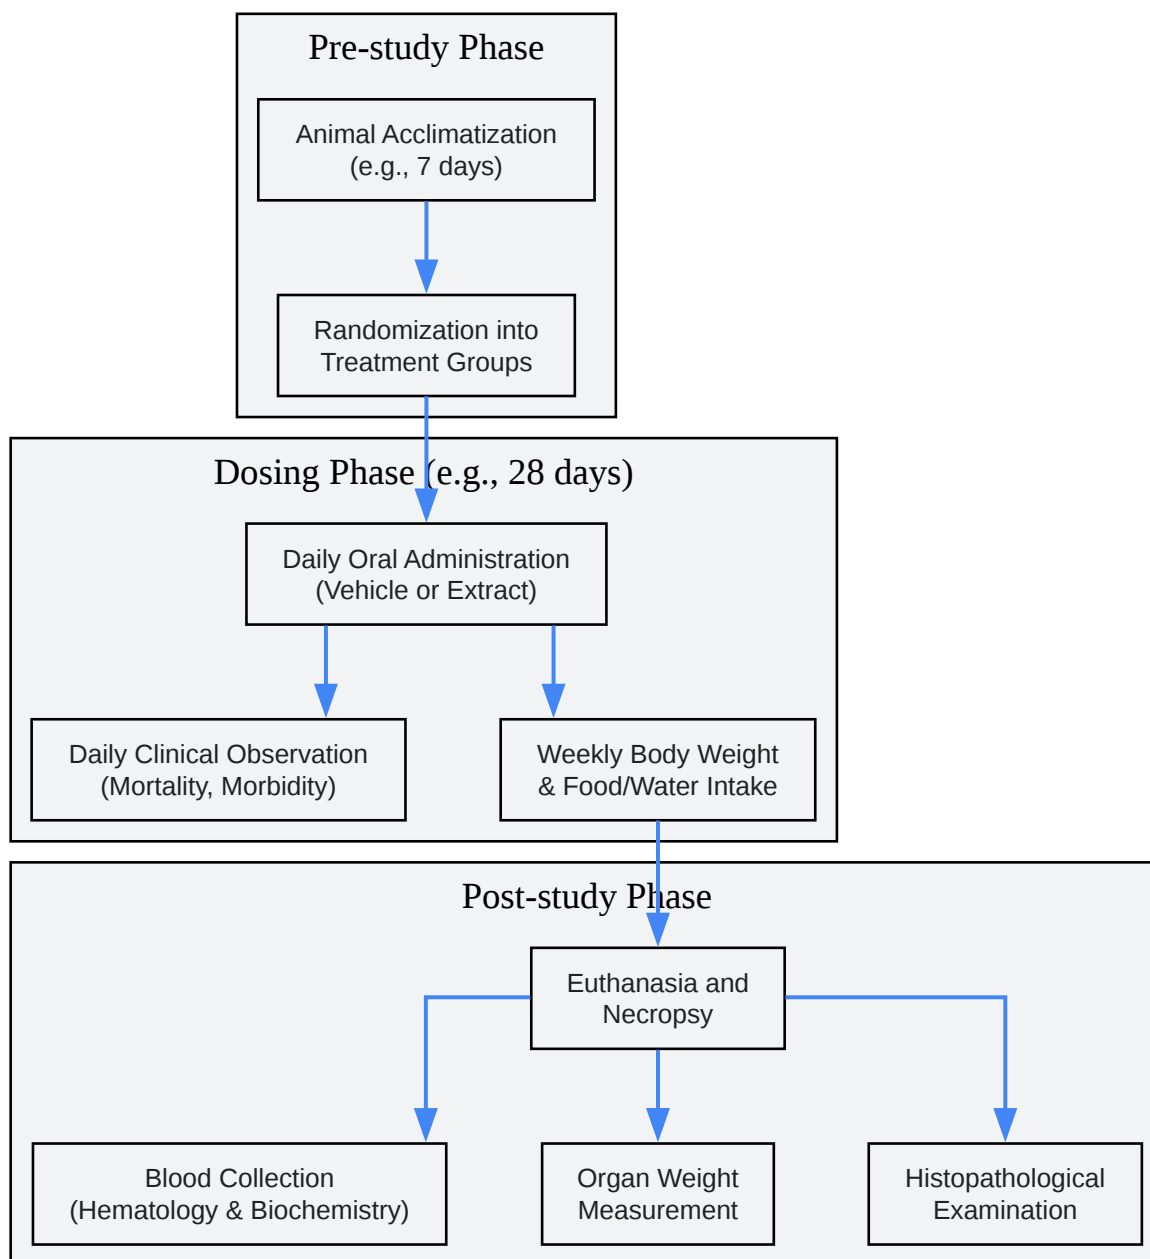 Pre-study Phase
Animal Acclimatization
(e.g., 7 days)
Randomization into
Treatment Groups
Dosing Phase (e.g., 28 days)
Daily Oral Administration
(Vehicle or Extract)
Daily Clinical Observation
(Mortality, Morbidity)
Weekly Body Weight
& Food/Water Intake
Post-study Phase
Euthanasia and
Necropsy
Blood Collection
(Hematology & Biochemistry)
Organ Weight
Measurement
Histopathological
Examination